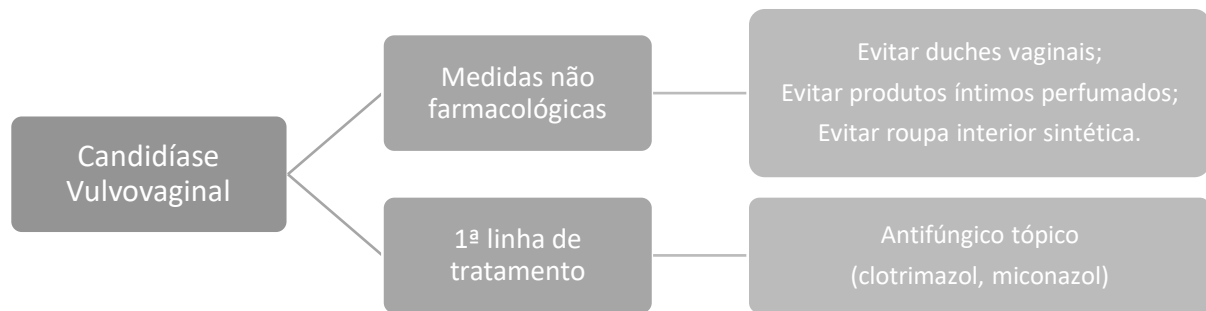 Candidíase
Vulvovaginal
Medidas não
farmacológicas
Evitar duches vaginais;
Evitar produtos íntimos perfumados;
Evitar roupa interior sintética.
1ª linha de
tratamento
Antifúngico tópico
(clotrimazol, miconazol)